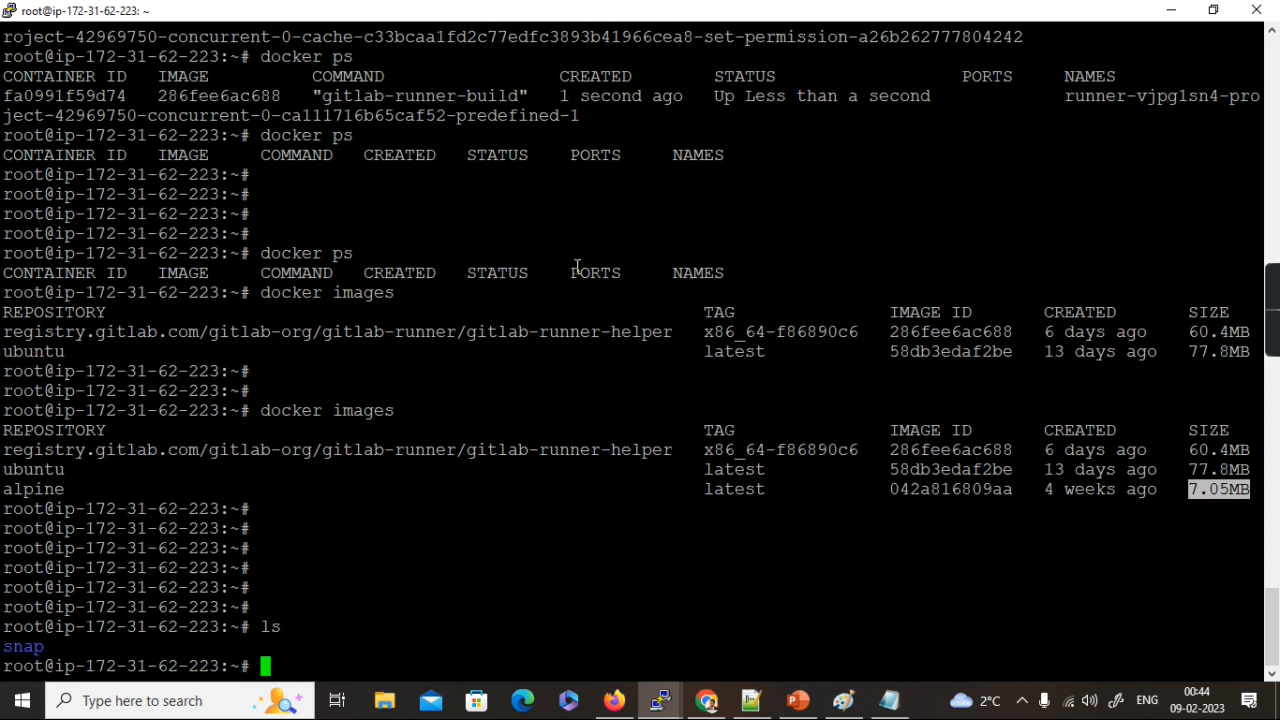 root@ip-172-31-62-223: ~
roject-42969750-concurrent-0-cache-c33bcaa1fd2c77edfc3893b41966cea8-set-permission-a26b262777804242
root@ip-172-31-62-223:~# docker ps
CONTAINER ID   IMAGE          COMMAND                  CREATED        STATUS                  PORTS     NAMES
fa0991f59d74   286fee6ac688   "gitlab-runner-build"   1 second ago   Up Less than a second             runner-vjpg1sn4-pro
ject-42969750-concurrent-0-ca111716b65caf52-predefined-1
root@ip-172-31-62-223:~# docker ps
CONTAINER ID   IMAGE     COMMAND   CREATED   STATUS    PORTS     NAMES
root@ip-172-31-62-223:~#
root@ip-172-31-62-223:~#
root@ip-172-31-62-223:~#
root@ip-172-31-62-223:~#
root@ip-172-31-62-223:~# docker ps
CONTAINER ID   IMAGE     COMMAND   CREATED   STATUS    PORTS     NAMES
root@ip-172-31-62-223:~# docker images
REPOSITORY                                                          TAG               IMAGE ID       CREATED       SIZE
registry.gitlab.com/gitlab-org/gitlab-runner/gitlab-runner-helper   x86_64-f86890c6   286fee6ac688   6 days ago    60.4MB
ubuntu                                                              latest            58db3edaf2be   13 days ago   77.8MB
root@ip-172-31-62-223:~#
root@ip-172-31-62-223:~#
root@ip-172-31-62-223:~# docker images
REPOSITORY                                                          TAG               IMAGE ID       CREATED       SIZE
registry.gitlab.com/gitlab-org/gitlab-runner/gitlab-runner-helper   x86_64-f86890c6   286fee6ac688   6 days ago    60.4MB
ubuntu                                                              latest            58db3edaf2be   13 days ago   77.8MB
alpine                                                              latest            042a816809aa   4 weeks ago   7.05MB
root@ip-172-31-62-223:~#
root@ip-172-31-62-223:~#
root@ip-172-31-62-223:~#
root@ip-172-31-62-223:~#
root@ip-172-31-62-223:~#
root@ip-172-31-62-223:~#
root@ip-172-31-62-223:~# ls
snap
root@ip-172-31-62-223:~#
Type here to search
2°C
ENG
00:44
09-02-2023